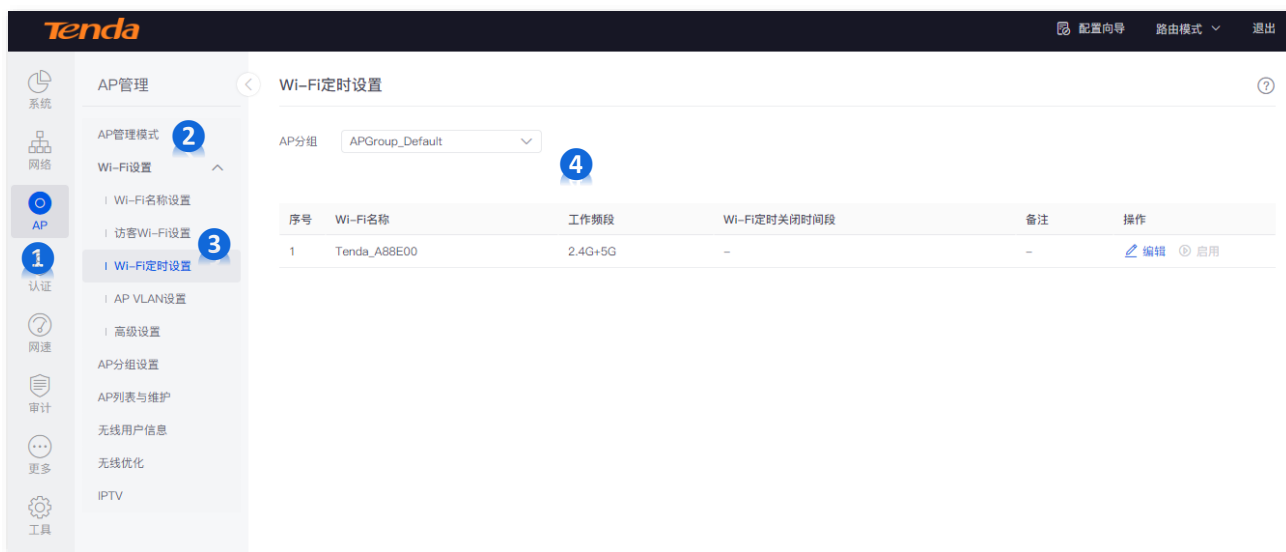 Tenda
配置向导 路由模式 退出
系统
网络
AP
1
认证
网速
审计
更多
工具
AP管理
AP管理模式 2
Wi-Fi设置
Wi-Fi名称设置
访客Wi-Fi设置
3
Wi-Fi定时设置
AP VLAN设置
高级设置
AP分组设置
AP列表与维护
无线用户信息
无线优化
IPTV
Wi-Fi定时设置 ?
AP分组 APGroup_Default
4
序号 Wi-Fi名称 工作频段 Wi-Fi定时关闭时间段 备注 操作
1 Tenda_A88E00 2.4G+5G - - 编辑 启用